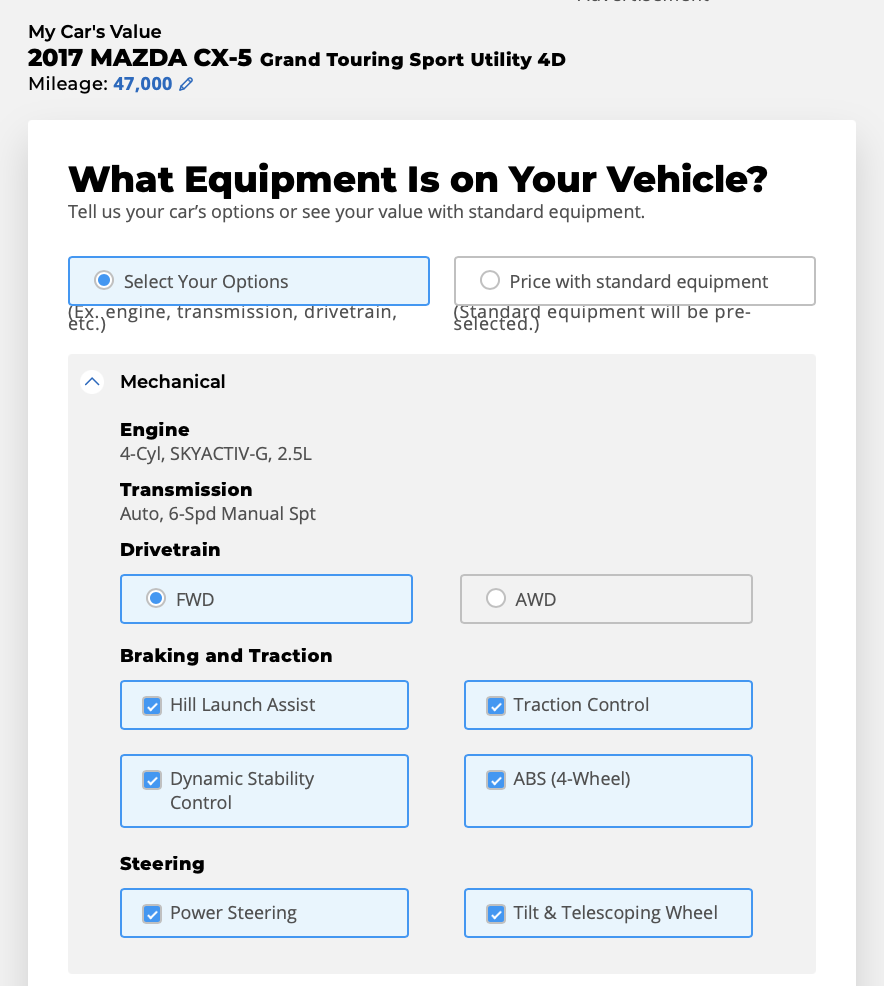 My Car's Value
2017 MAZDA CX-5 Grand Touring Sport Utility 4D
Mileage: 47,000
What Equipment Is on Your Vehicle?
Tell us your car’s options or see your value with standard equipment.
Select Your Options
(Ex. engine, transmission, drivetrain,
etc.)
Price with standard equipment
(Standard equipment will be pre-
selected.)
Mechanical
Engine
4-Cyl, SKYACTIV-G, 2.5L
Transmission
Auto, 6-Spd Manual Spt
Drivetrain
FWD
AWD
Braking and Traction
Hill Launch Assist
Traction Control
Dynamic Stability
Control
ABS (4-Wheel)
Steering
Power Steering
Tilt & Telescoping Wheel